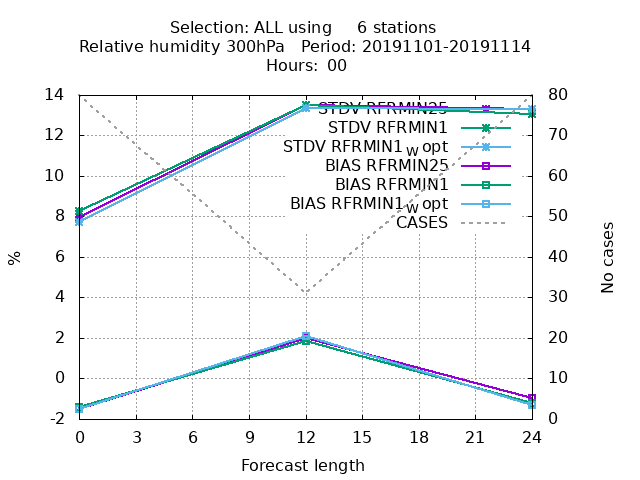 Selection: ALL using 6 stations
Relative humidity 300hPa Period: 20191101-20191114
Hours: 00
14
12
10
8
6
4
2
0
-2
%
STDV RFRMIN25
STDV RFRMIN1
STDV RFRMIN1_W opt
BIAS RFRMIN25
BIAS RFRMIN1
BIAS RFRMIN1_W opt
CASES
80
70
60
50
40
30
20
10
0
No cases
0 3 6 9 12 15 18 21 24
Forecast length